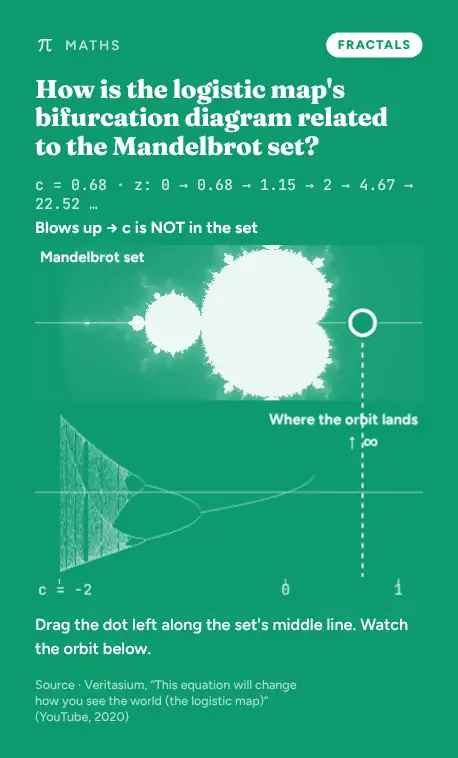 π MATHS
FRACTALS
How is the logistic map's
bifurcation diagram related
to the Mandelbrot set?
c = 0.68 · z: 0 → 0.68 → 1.15 → 2 → 4.67 →
22.52 …
Blows up → c is NOT in the set
Mandelbrot set
Where the orbit lands
↑ ∞
c = -2
0
1
Drag the dot left along the set's middle line. Watch
the orbit below.
Source · Veritasium, “This equation will change
how you see the world (the logistic map)”
(YouTube, 2020)